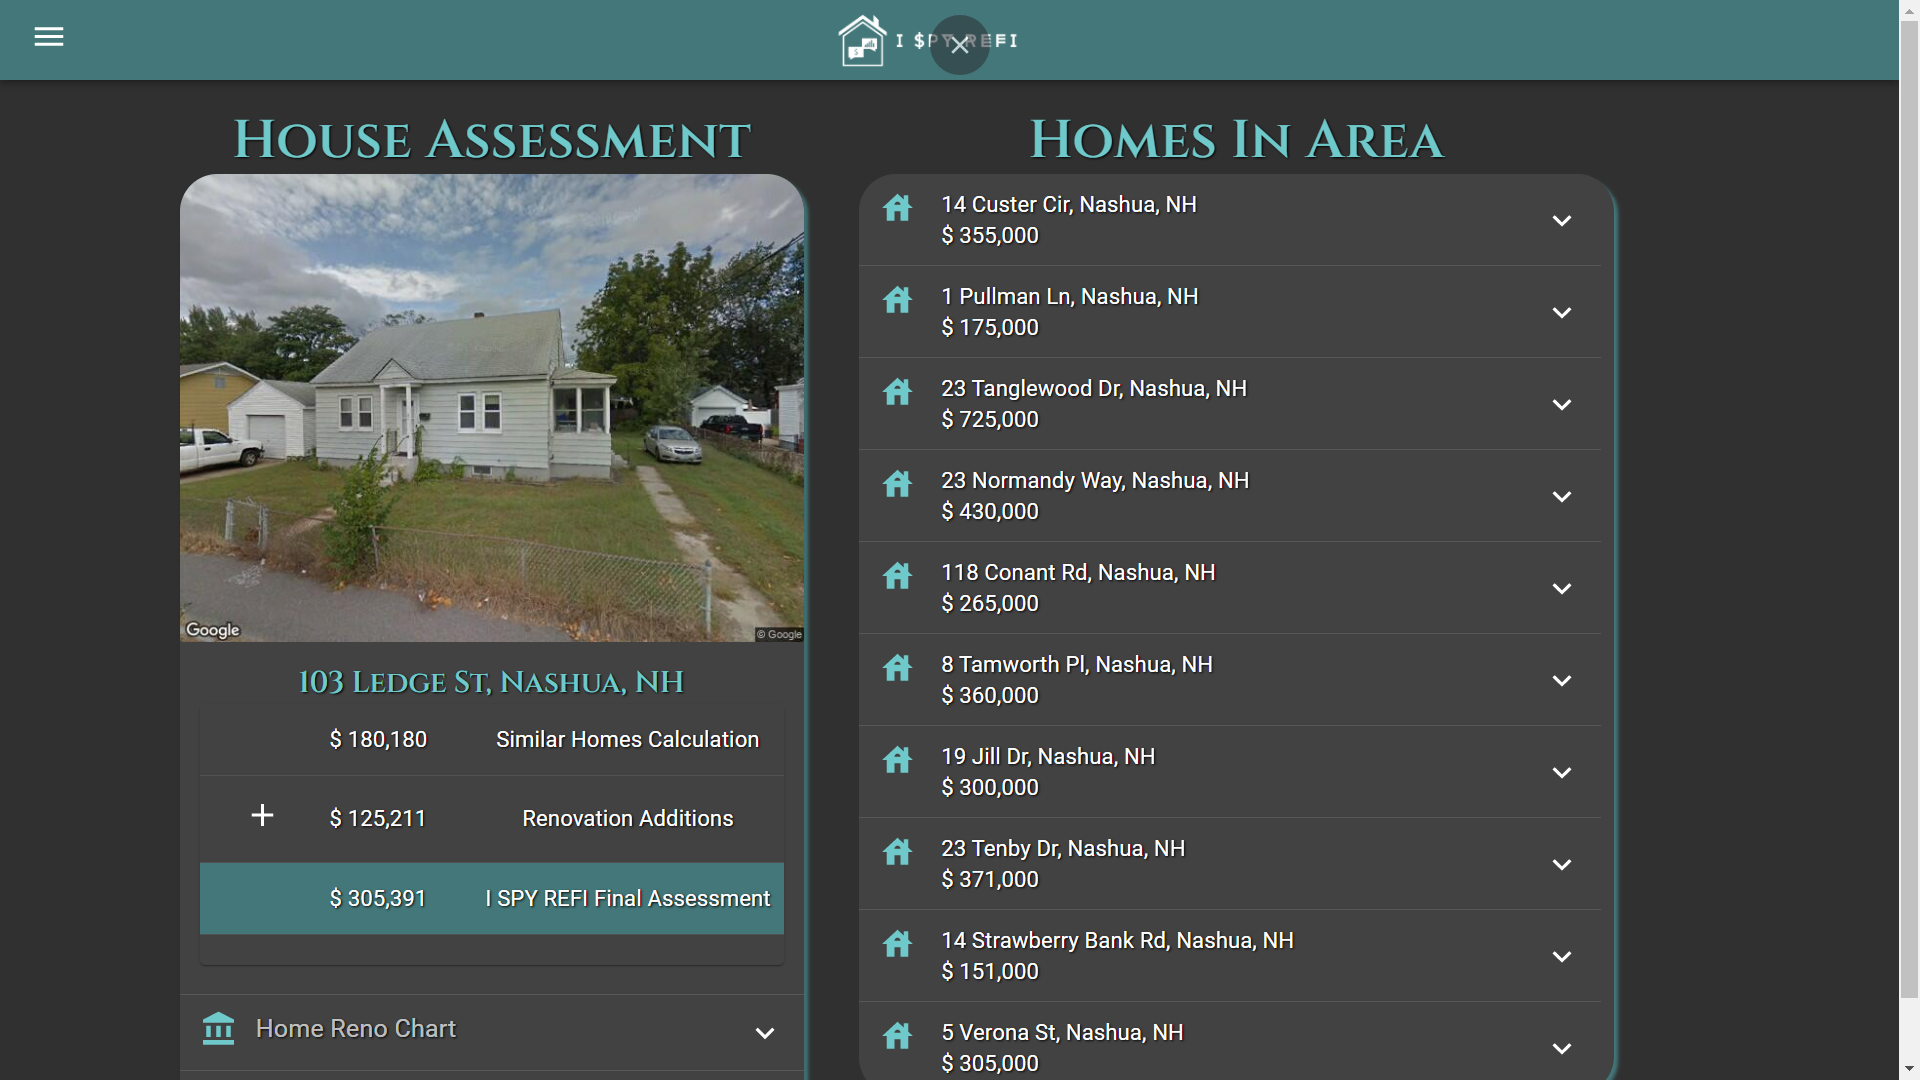 I $PY REFI
House Assessment
Google
© Google
103 Ledge St, Nashua, NH
$ 180,180 Similar Homes Calculation
+ $ 125,211 Renovation Additions
$ 305,391 I SPY REFI Final Assessment
Home Reno Chart
Homes In Area
14 Custer Cir, Nashua, NH
$ 355,000
1 Pullman Ln, Nashua, NH
$ 175,000
23 Tanglewood Dr, Nashua, NH
$ 725,000
23 Normandy Way, Nashua, NH
$ 430,000
118 Conant Rd, Nashua, NH
$ 265,000
8 Tamworth Pl, Nashua, NH
$ 360,000
19 Jill Dr, Nashua, NH
$ 300,000
23 Tenby Dr, Nashua, NH
$ 371,000
14 Strawberry Bank Rd, Nashua, NH
$ 151,000
5 Verona St, Nashua, NH
$ 305,000